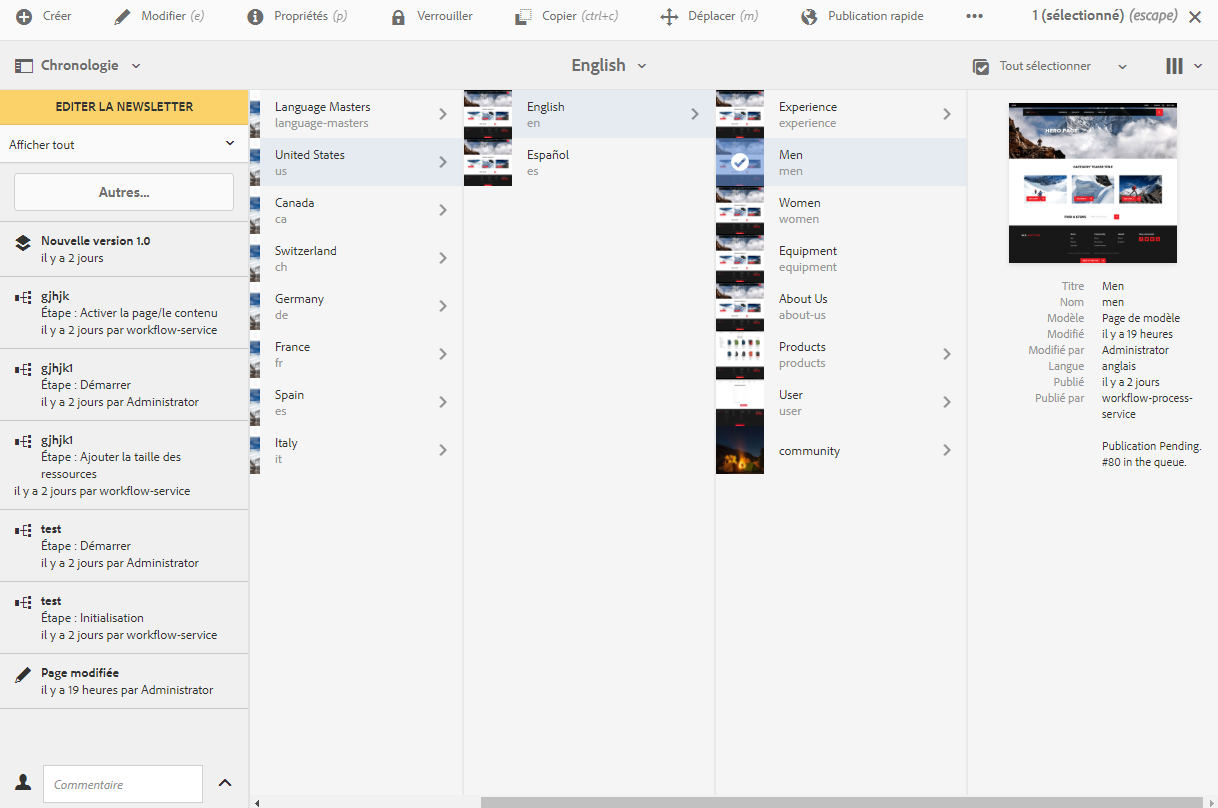 Créer
Modifier (e)
Propriétés (p)
Verrouiller
Copier (ctrl+c)
Déplacer (m)
Publication rapide
1 (sélectionné) (escape)
Chronologie
English
Tout sélectionner
EDITER LA NEWSLETTER
Afficher tout
Autres...
Nouvelle version 1.0
il y a 2 jours
gjhjk
Étape : Activer la page/le contenu
il y a 2 jours par workflow-service
gjhjk1
Étape : Démarrer
il y a 2 jours par Administrator
gjhjk1
Étape : Ajouter la taille des
ressources
il y a 2 jours par workflow-service
test
Étape : Démarrer
il y a 2 jours par Administrator
test
Étape : Initialisation
il y a 2 jours par workflow-service
Page modifiée
il y a 19 heures par Administrator
Commentaire
Language Masters
language-masters
United States
us
Canada
ca
Switzerland
ch
Germany
de
France
fr
Spain
es
Italy
it
English
en
Español
es
Experience
experience
Men
men
Women
women
Equipment
equipment
About Us
about-us
Products
products
User
user
community
HERO PAGE
CATEGORY TEASER TITLE
FIND A STORE
Titre Men
Nom men
Modèle Page de modèle
Modifié il y a 19 heures
Modifié par Administrator
Langue anglais
Publié il y a 2 jours
Publié par workflow-process-
service
Publication Pending.
#80 in the queue.